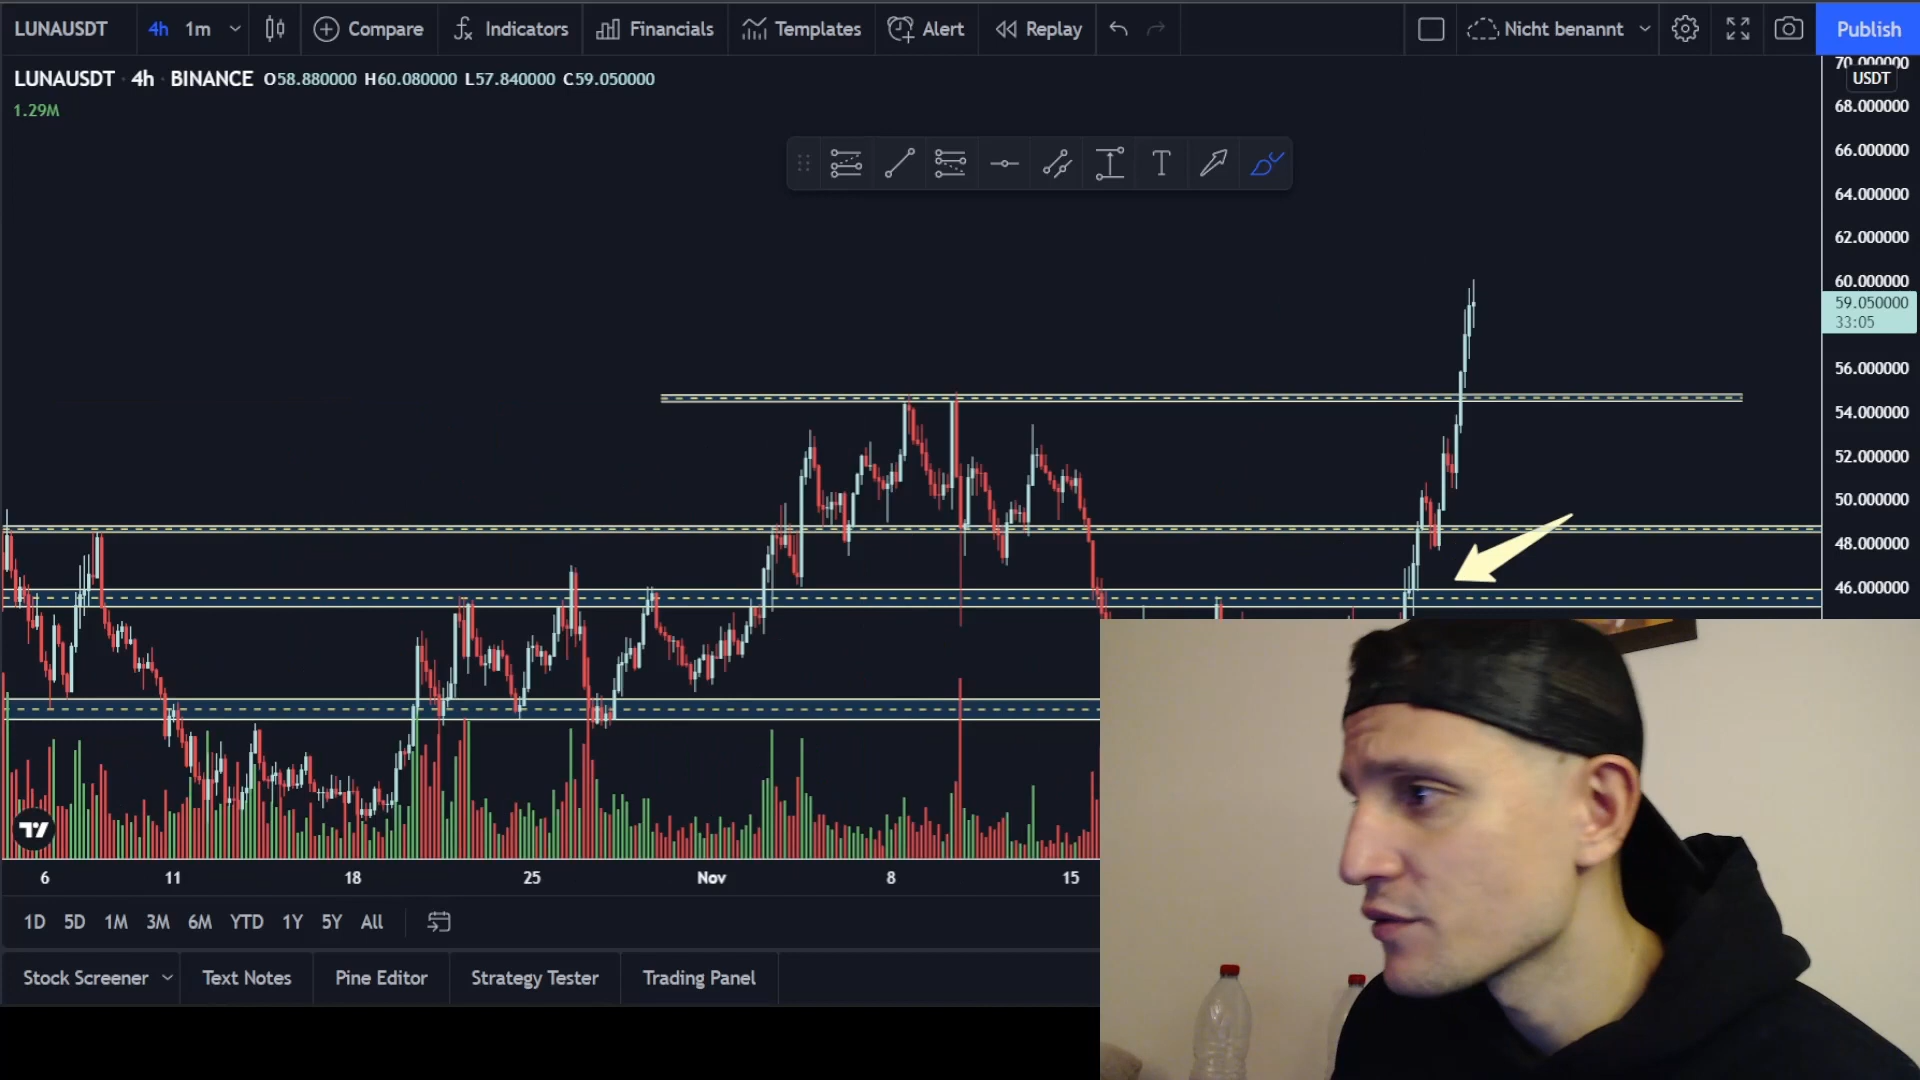 LUNAUSDT 4h 1m Compare Indicators Financials Templates Alert Replay Nicht benannt Publish
LUNAUSDT · 4h · BINANCE O58.880000 H60.080000 L57.840000 C59.050000
1.29M
T
70.000000
USDT
68.000000
66.000000
64.000000
62.000000
60.000000
59.050000
33:05
56.000000
54.000000
52.000000
50.000000
48.000000
46.000000
6 11 18 25 Nov 8 15
1D 5D 1M 3M 6M YTD 1Y 5Y All
Stock Screener Text Notes Pine Editor Strategy Tester Trading Panel